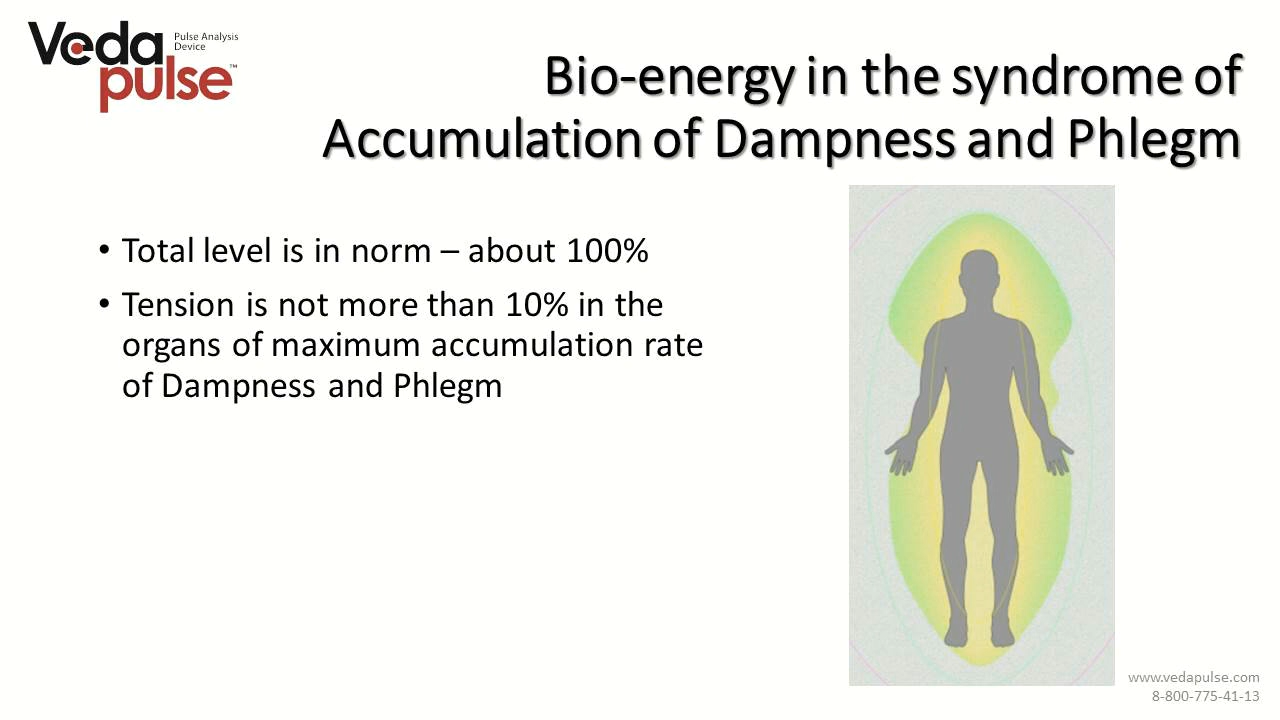 Veda
pulse™
Pulse Analysis
Device
Bio-energy in the syndrome of
Accumulation of Dampness and Phlegm
• Total level is in norm – about 100%
• Tension is not more than 10% in the
organs of maximum accumulation rate
of Dampness and Phlegm
www.vedapulse.com
8-800-775-41-13